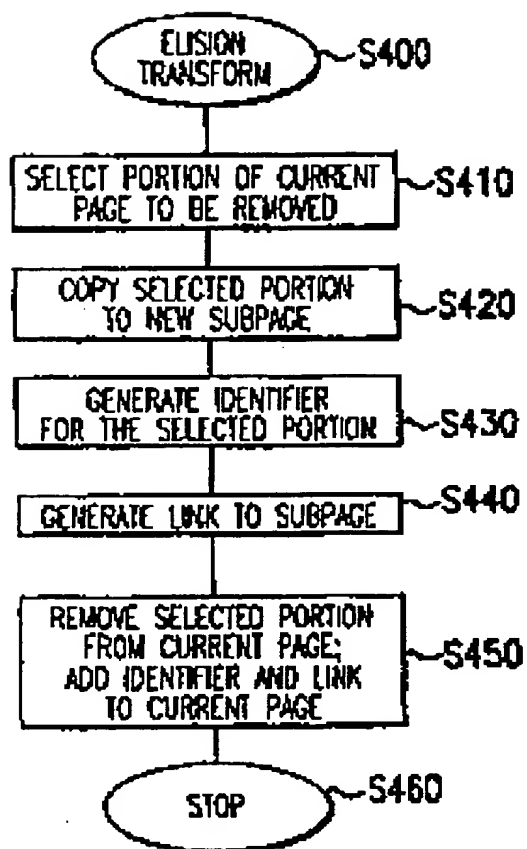 ELISION
TRANSFORM
S400
SELECT PORTION OF CURRENT
PAGE TO BE REMOVED
S410
COPY SELECTED PORTION
TO NEW SUBPAGE
S420
GENERATE IDENTIFIER
FOR THE SELECTED PORTION
S430
GENERATE LINK TO SUBPAGE
S440
REMOVE SELECTED PORTION
FROM CURRENT PAGE;
ADD IDENTIFIER AND LINK
TO CURRENT PAGE
S450
STOP
S460